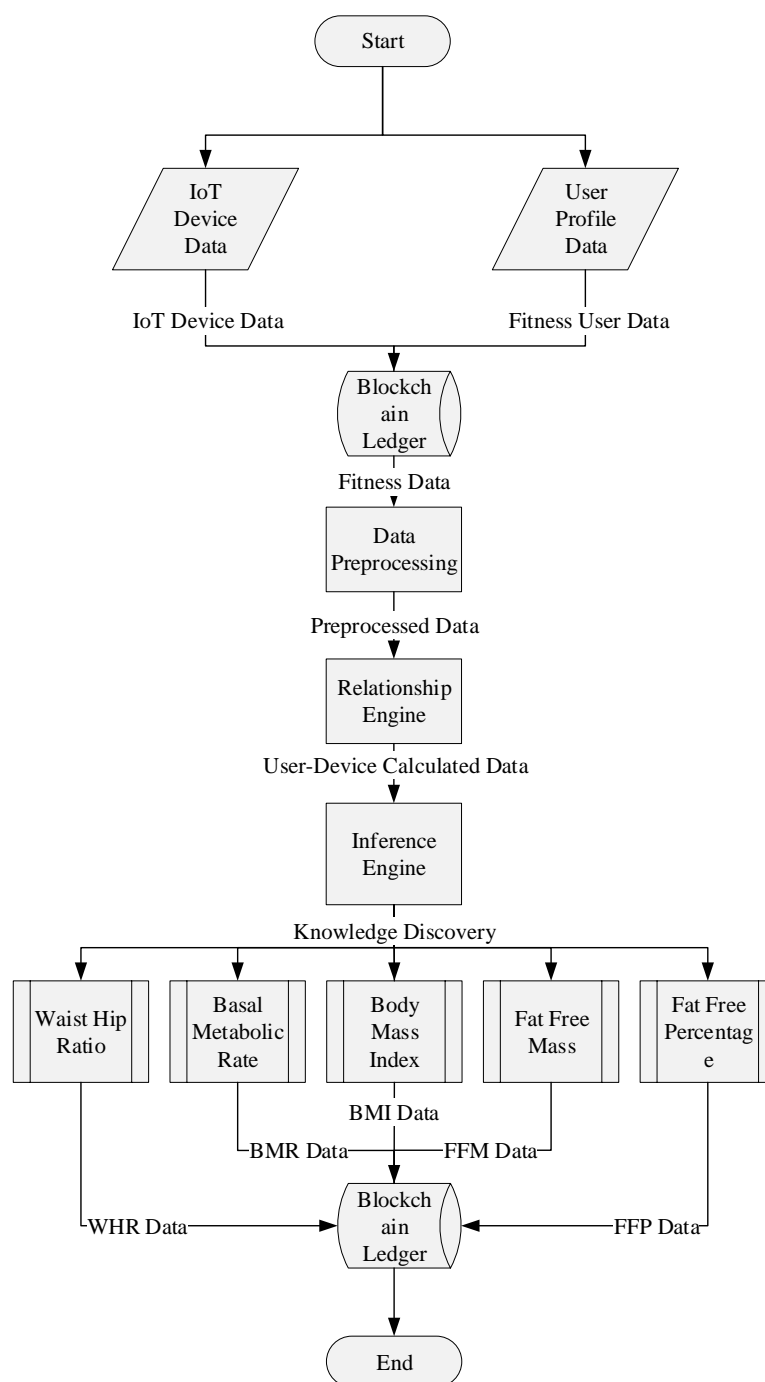 Start
IoT
Device
Data
User
Profile
Data
IoT Device Data
Fitness User Data
Blockch
ain
Ledger
Fitness Data
Data
Preprocessing
Preprocessed Data
Relationship
Engine
User-Device Calculated Data
Inference
Engine
Knowledge Discovery
Waist Hip
Ratio
Basal
Metabolic
Rate
Body
Mass
Index
Fat Free
Mass
Fat Free
Percentag
e
BMI Data
BMR Data
FFM Data
WHR Data
Blockch
ain
Ledger
FFP Data
End